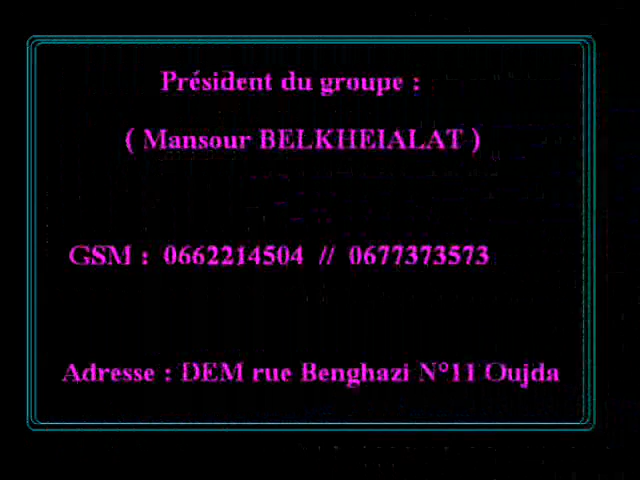 Président du groupe :
( Mansour BELKHEIALAT )
GSM : 0662214504 // 0677373573
Adresse : DEM rue Benghazi N°11 Oujda